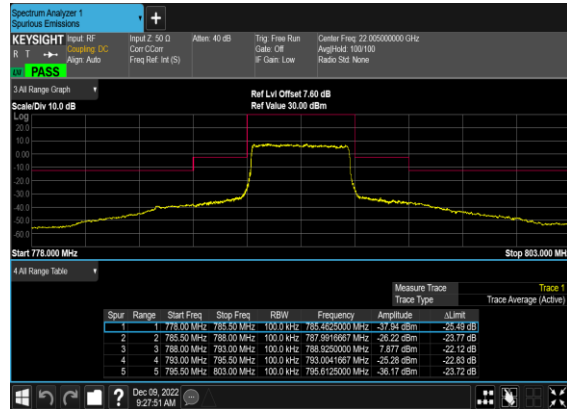 Spectrum Analyzer 1
Spurious Emissions
+
KEYSIGHT Input: RF Input Z: 50 Ω Atten: 40 dB Trig: Free Run Center Freq: 22.005000000 GHz
R T Coupling: DC Corr CCorr Gate: Off Avg|Hold: 100/100
Align: Auto Freq Ref: Int (S) IF Gain: Low Radio Std: None
PASS
3 All Range Graph Ref Lvl Offset 7.60 dB
Scale/Div 10.0 dB Ref Value 30.00 dBm
Log
20.0
10.0
0.00
-10.0
-20.0
-30.0
-40.0
-50.0
-60.0
Start 778.000 MHz Stop 803.000 MH
4 All Range Table
Measure Trace Trace 1
Trace Type Trace Average (Active)
Spur Range Start Freq Stop Freq RBW Frequency Amplitude ΔLimit
1 1 778.00 MHz 785.50 MHz 100.0 kHz 785.4625000 MHz -37.94 dBm -25.49 dB
2 2 785.50 MHz 788.00 MHz 100.0 kHz 787.9916667 MHz -26.22 dBm -23.77 dB
3 3 788.00 MHz 793.00 MHz 100.0 kHz 788.9250000 MHz 7.877 dBm -22.12 dB
4 4 793.00 MHz 795.50 MHz 100.0 kHz 793.0041667 MHz -25.28 dBm -22.83 dB
5 5 795.50 MHz 803.00 MHz 100.0 kHz 795.6125000 MHz -36.17 dBm -23.72 dB
? Dec 09, 2022
9:27:51 AM